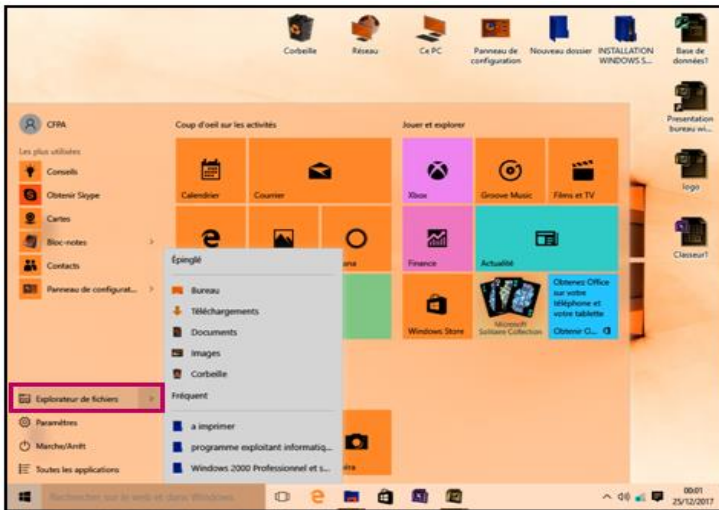 Corbeille
Réseau
Ce PC
Panneau de configuration
Nouveau dossier
INSTALLATION WINDOWS S...
Base de données1
Presentation bureau wi...
logo
Classeur1
CFPA
Les plus utilisées
Conseils
Obtenir Skype
Cartes
Bloc-notes
Contacts
Panneau de configurat...
Explorateur de fichiers
Paramètres
Marche/Arrêt
Toutes les applications
Coup d'oeil sur les activités
Calendrier
Courrier
Jouer et explorer
Xbox
Groove Music
Films et TV
Finance
Actualité
Windows Store
Microsoft
Solitaire Collection
Obtenez Office
sur votre
téléphone et
votre tablette
Obtenir O...
Épinglé
Bureau
Téléchargements
Documents
Images
Corbeille
Fréquent
a imprimer
programme exploitant informatiq...
Windows 2000 Professionnel et s...
Rechercher sur le web et dans Windows
00:01
25/12/2017